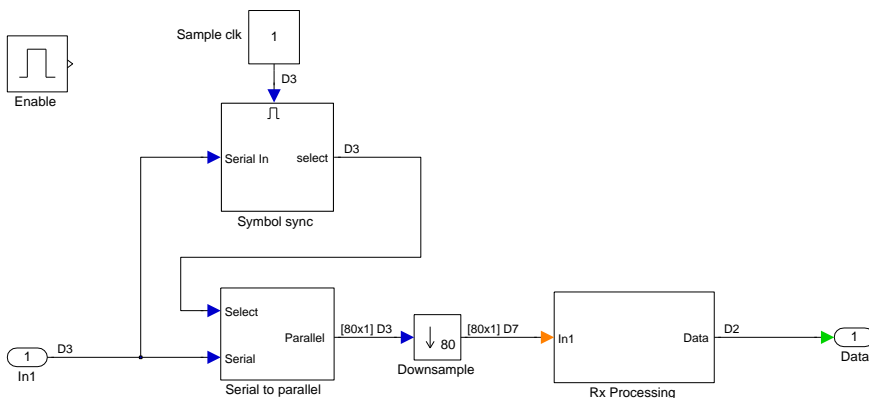 Sample clk
1
D3
Enable
Serial In
select
D3
Symbol sync
Select
Parallel
Serial
Serial to parallel
1
In1
D3
[80x1] D3
80
Downsample
[80x1] D7
In1
Data
Rx Processing
D2
1
Data